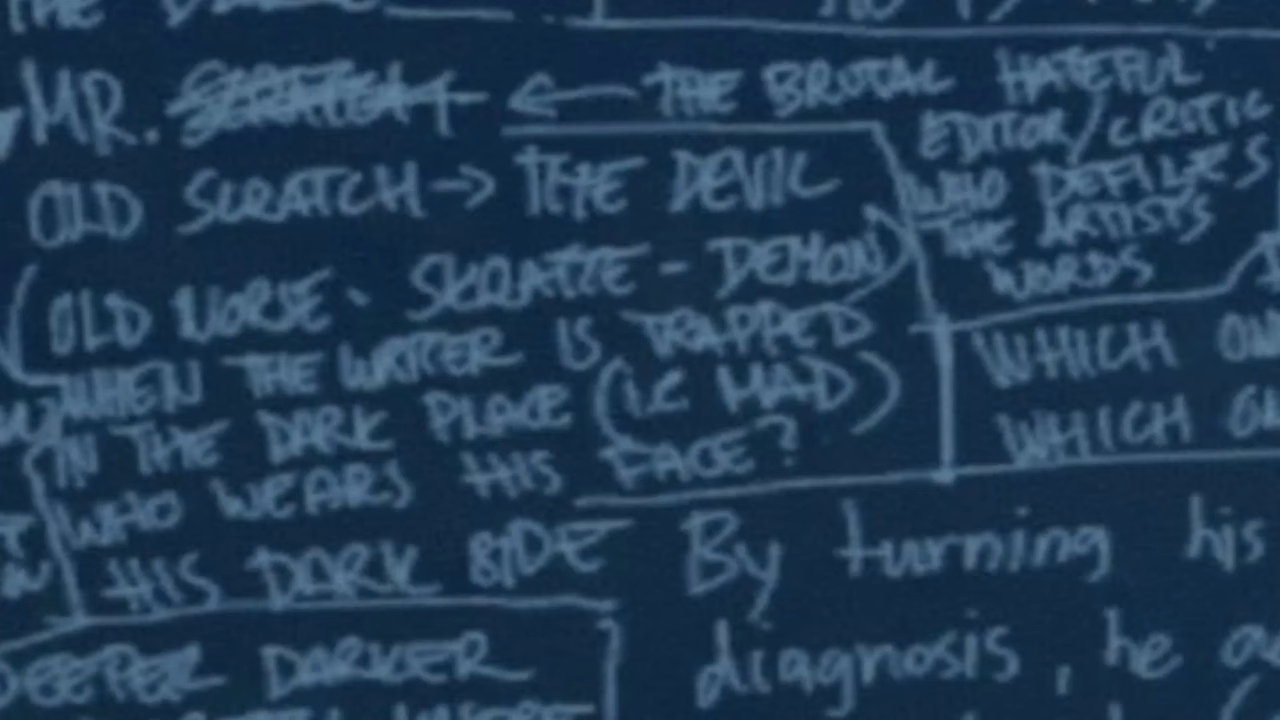 THE
MR. SCRATCH ← THE BRUTAL HATEFUL
EDITOR/CRITIC
WHO DEFILES
THE ARTISTS
WORDS
OLD SCRATCH → THE DEVIL
(OLD NORSE - SKRATTE - DEMON)
WHEN THE WRITER IS TRAPPED
IN THE DARK PLACE (I.E MAD)
WHO WEARS HIS FACE?
HIS DARK SIDE
WHICH
WHICH
By turning his
diagnosis, he
DEEPER DARKER